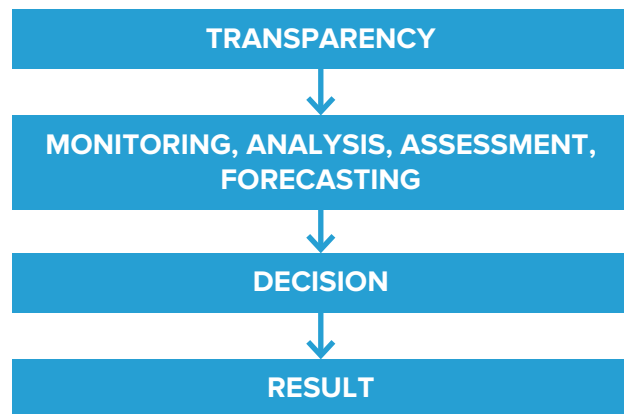 TRANSPARENCY
MONITORING, ANALYSIS, ASSESSMENT,
FORECASTING
DECISION
RESULT